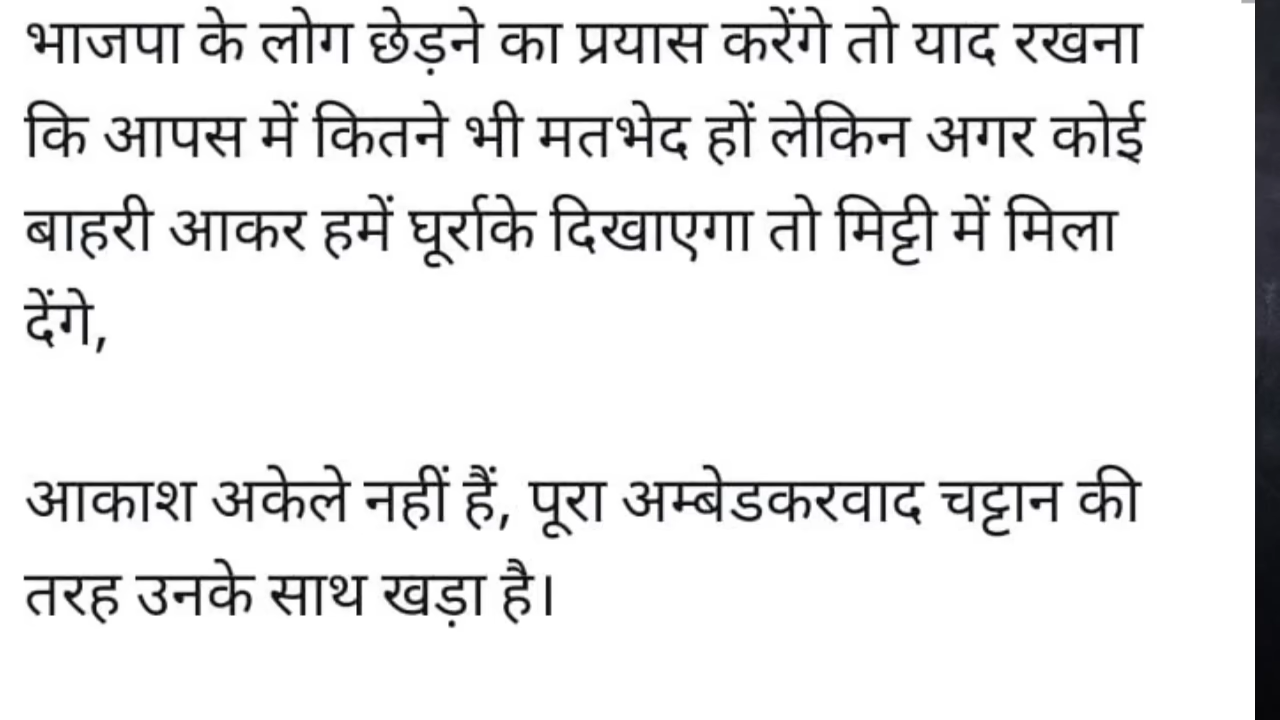 भाजपा के लोग छेड़ने का प्रयास करेंगे तो याद रखना
कि आपस में कितने भी मतभेद हों लेकिन अगर कोई
बाहरी आकर हमें घूर्राके दिखाएगा तो मिट्टी में मिला
देंगे,
आकाश अकेले नहीं हैं, पूरा अम्बेडकरवाद चट्टान की
तरह उनके साथ खड़ा है।